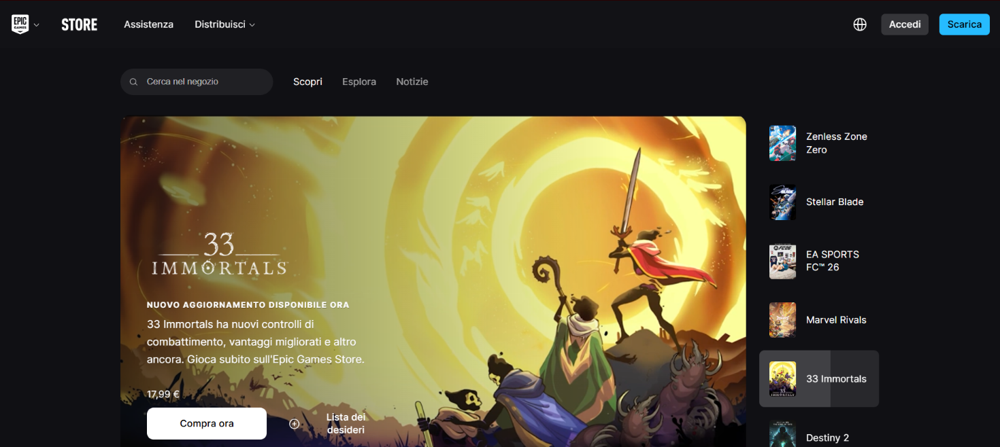 EPIC
GAMES
STORE
Assistenza
Distribuisci
Accedi
Scarica
Cerca nel negozio
Scopri
Esplora
Notizie
33
IMMORTALS
NUOVO AGGIORNAMENTO DISPONIBILE ORA
33 Immortals ha nuovi controlli di
combattimento, vantaggi migliorati e altro
ancora. Gioca subito sull'Epic Games Store.
17,99 €
Compra ora
Lista dei
desideri
Zenless Zone
Zero
Stellar Blade
EA SPORTS
FC™ 26
Marvel Rivals
33
IMMORTALS
33 Immortals
Destiny 2